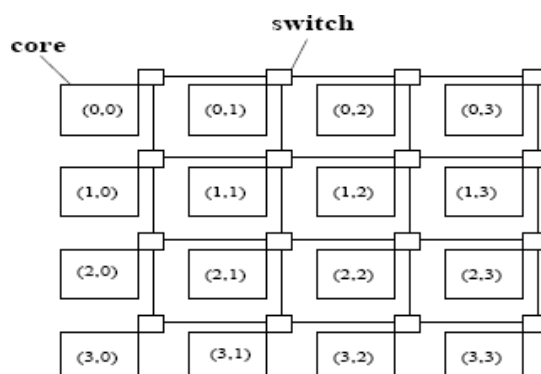 switch
core
(0,0) (0,1) (0,2) (0,3)
(1,0) (1,1) (1,2) (1,3)
(2,0) (2,1) (2,2) (2,3)
(3,0) (3,1) (3,2) (3,3)